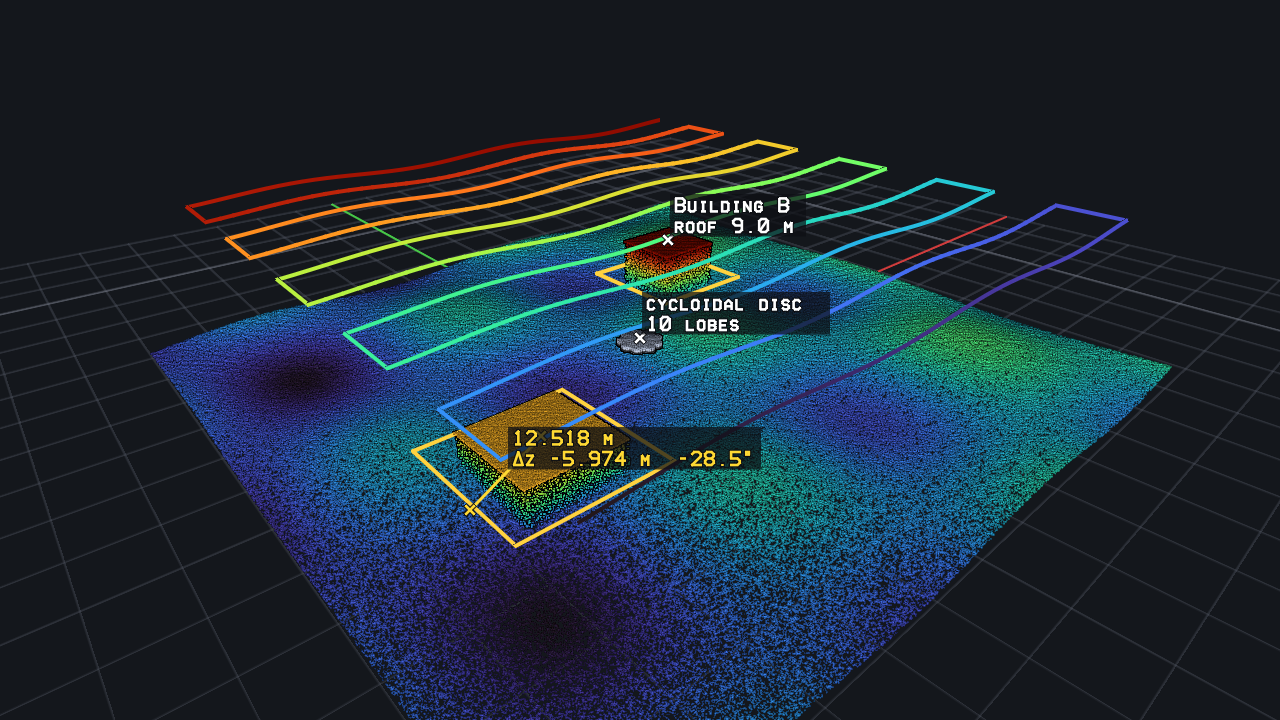 Building B
roof 9.0 m
cycloidal disc
10 lobes
12.518 m
Δz -5.974 m -28.5°